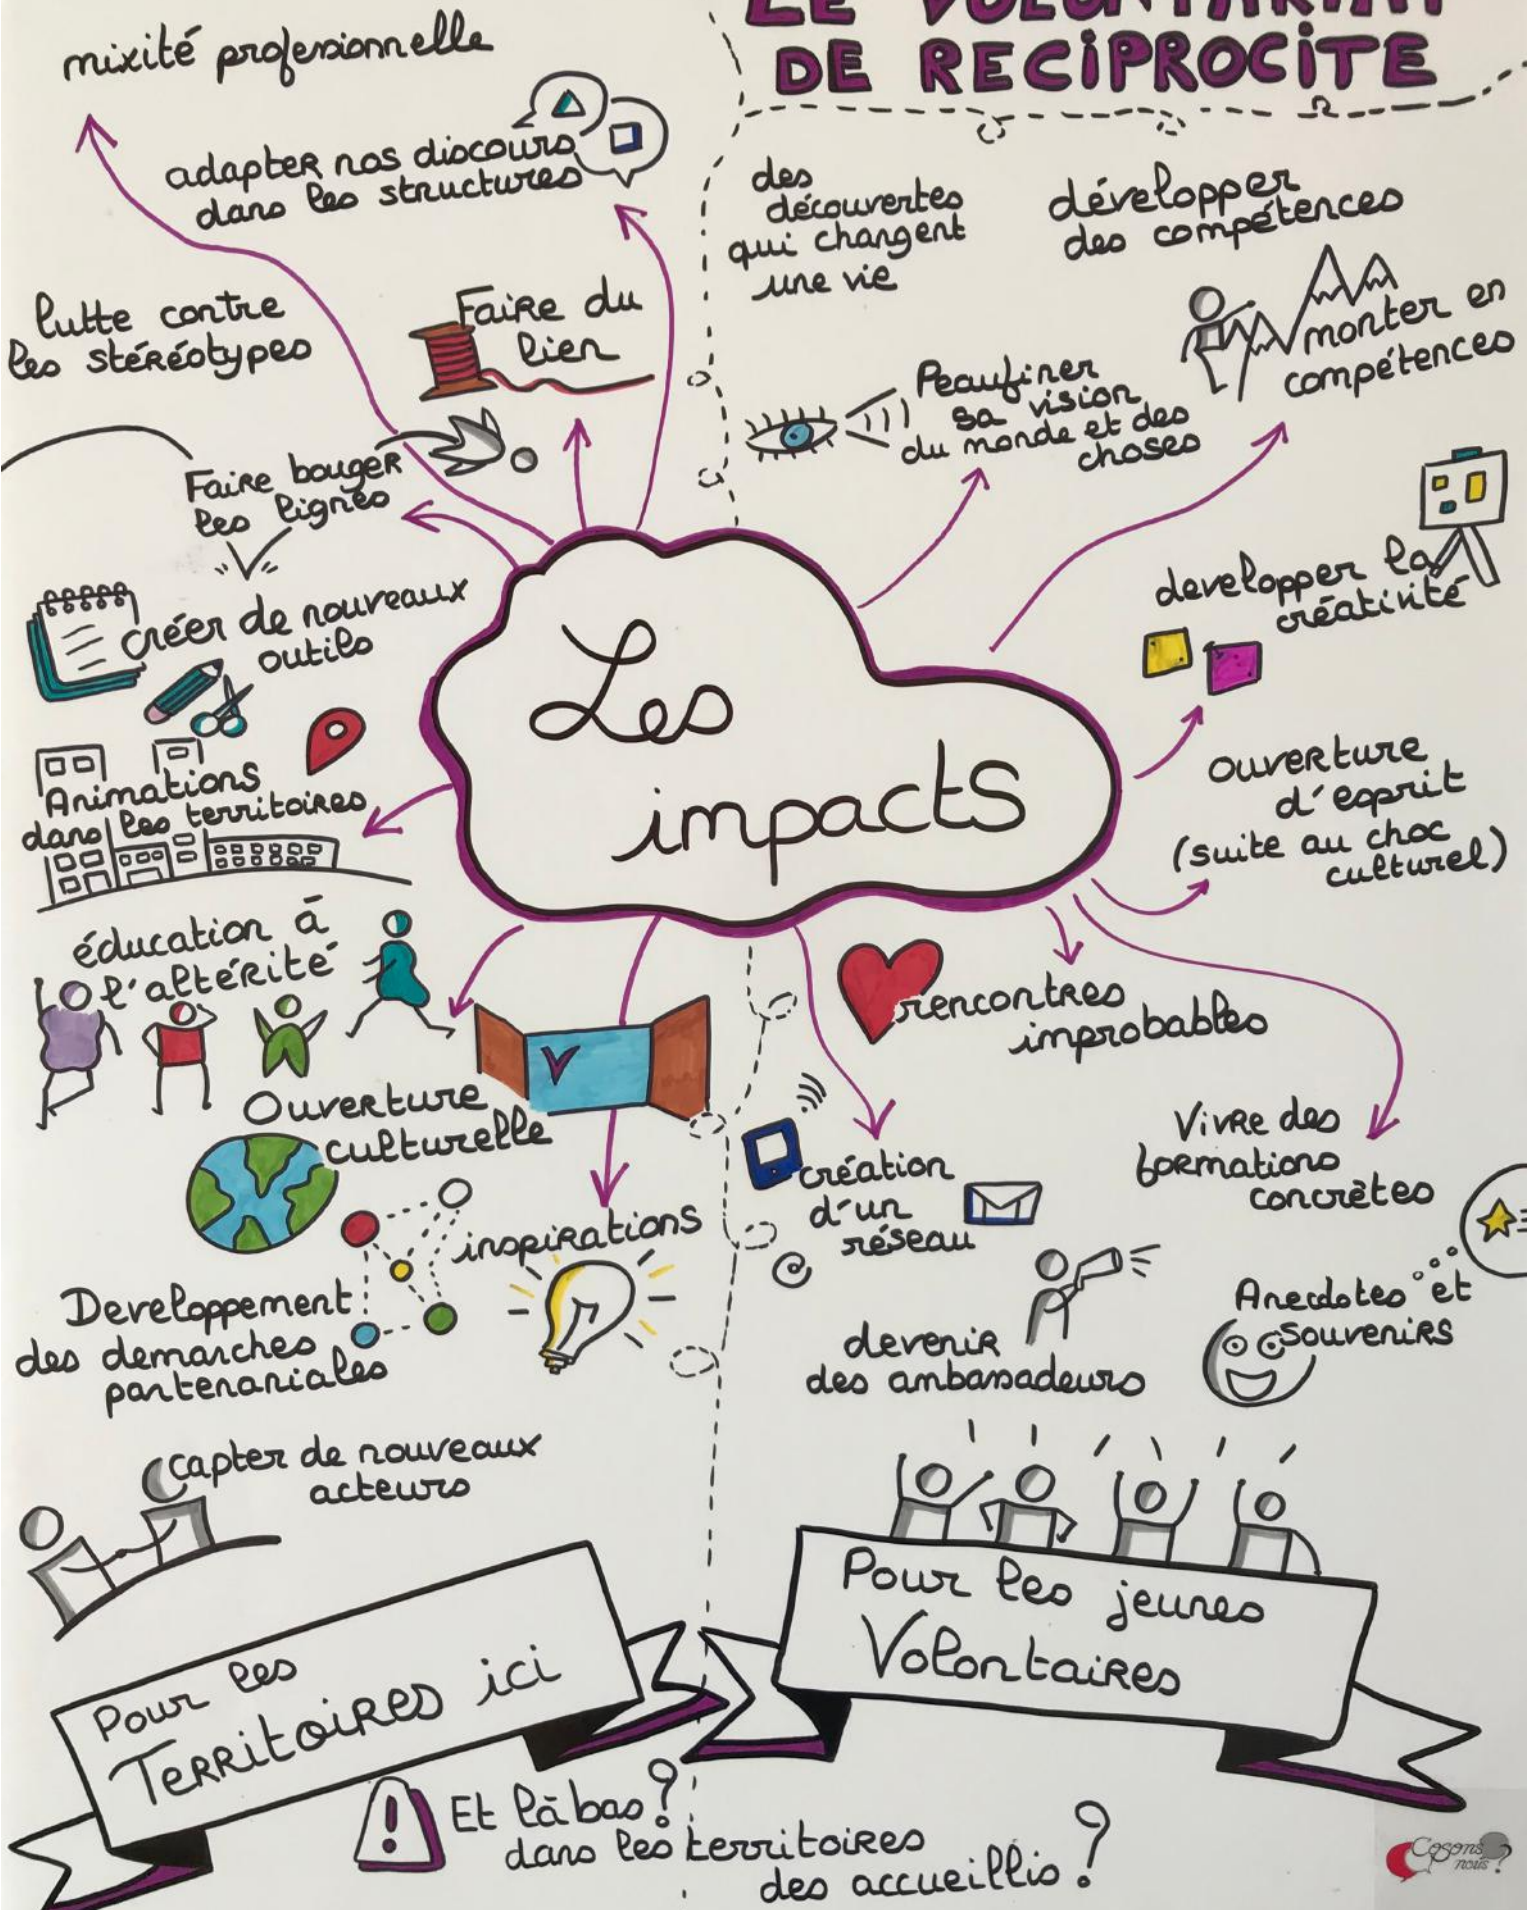 LE VOLONTARIAT
DE RECIPROCITE
mixité professionnelle
adapter nos discours
dans les structures
Faire du
lien
lutte contre
les stéréotypes
Faire bouger
les lignes
créer de nouveaux
outils
Animations
dans les territoires
éducation à
l'altérité
Ouverture
culturelle
inspirations
Developpement
des demarches
partenariales
capter de nouveaux
acteurs
Pour les
Territoires ici
des
découvertes
qui changent
une vie
développer
des compétences
monter en
compétences
Peaufiner
sa vision
du monde et des
choses
developper la
créativité
ouverture
d'esprit
(suite au choc
culturel)
Les
impacts
rencontres
improbables
création
d'un
réseau
Vivre des
formations
concrètes
devenir
des ambassadeurs
Anecdotes et
souvenirs
Pour les jeunes
Volontaires
Et là bas ?
dans les territoires
des accueillis ?
Cosons
nous ?